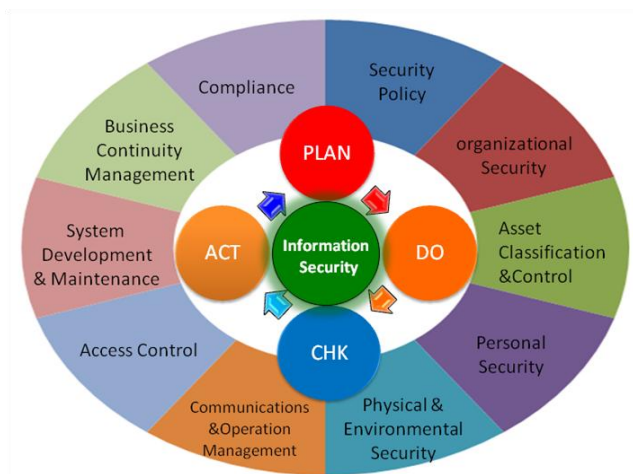 Compliance
Security
Policy
Business
Continuity
Management
PLAN
organizational
Security
System
Development
& Maintenance
ACT
Information
Security
DO
Asset
Classification
&Control
Access Control
CHK
Personal
Security
Communications
&Operation
Management
Physical &
Environmental
Security